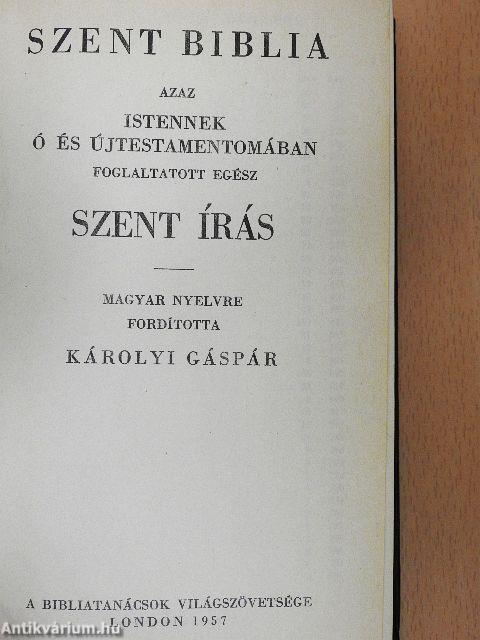 SZENT BIBLIA
AZAZ
ISTENNEK
Ó ÉS ÚJTESTAMENTOMÁBAN
FOGLALTATOTT EGÉSZ
SZENT ÍRÁS
MAGYAR NYELVRE
FORDÍTOTTA
KÁROLYI GÁSPÁR
A BIBLIATANÁCSOK VILÁGSZÖVETSÉGE
LONDON 1957
Antikvárium.hu